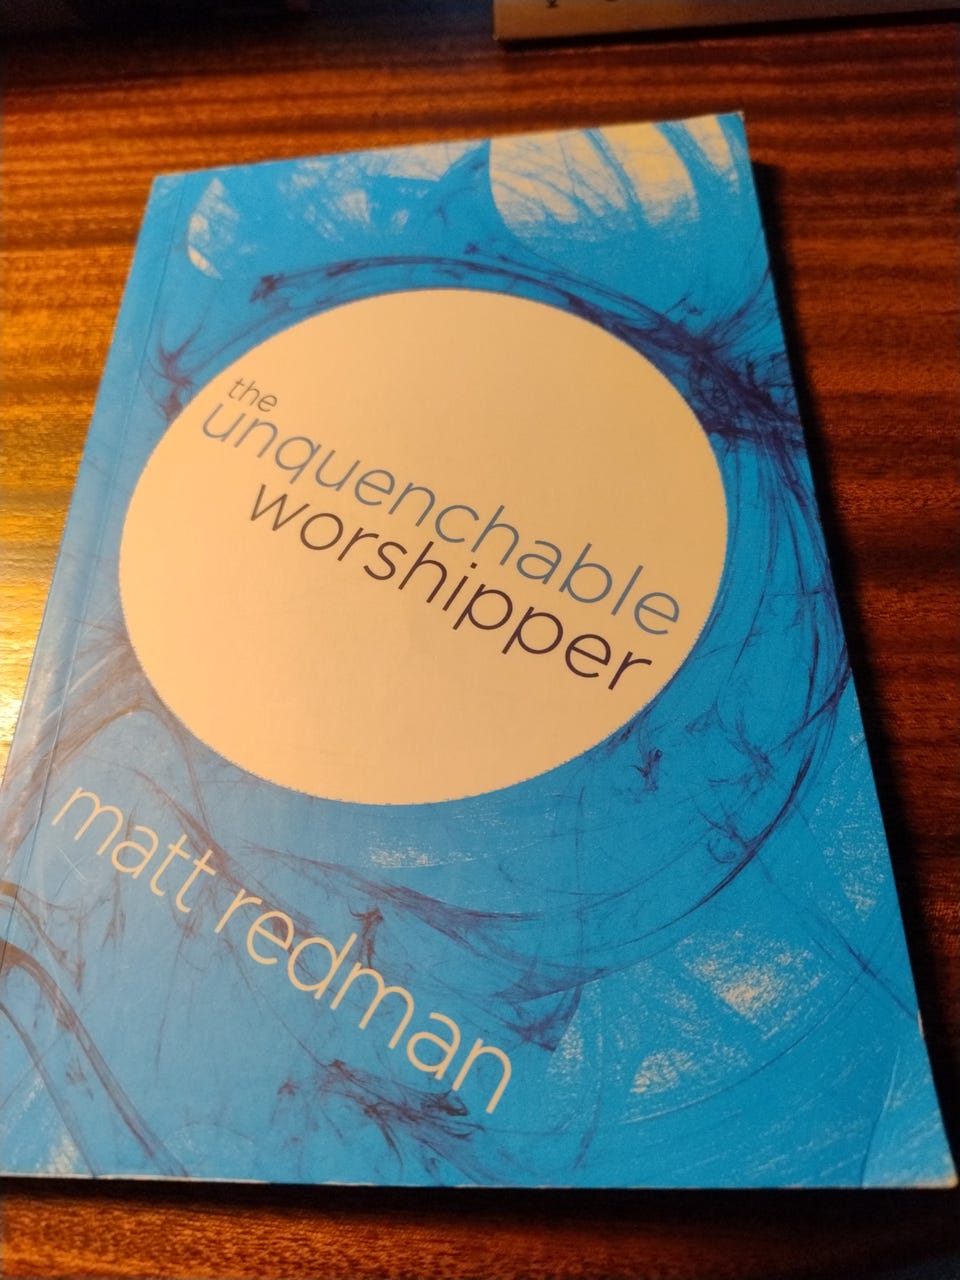 the
unquenchable
worshipper
matt redman